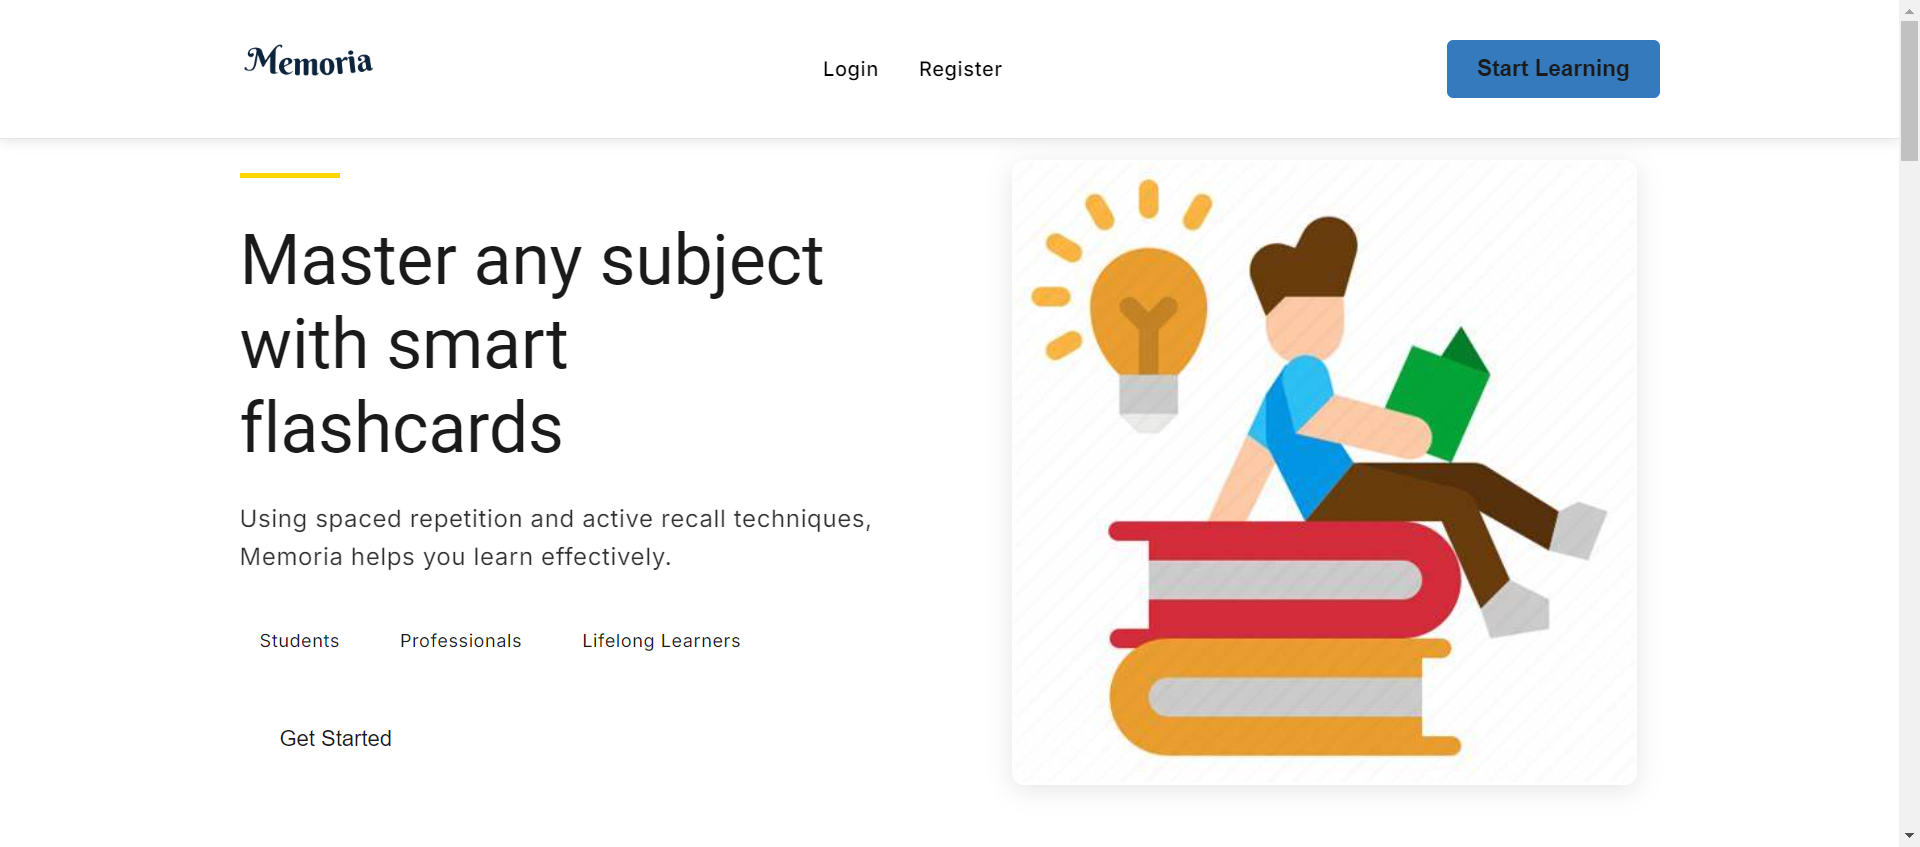 Memoria
Login
Register
Start Learning
Master any subject
with smart
flashcards
Using spaced repetition and active recall techniques,
Memoria helps you learn effectively.
Students
Professionals
Lifelong Learners
Get Started